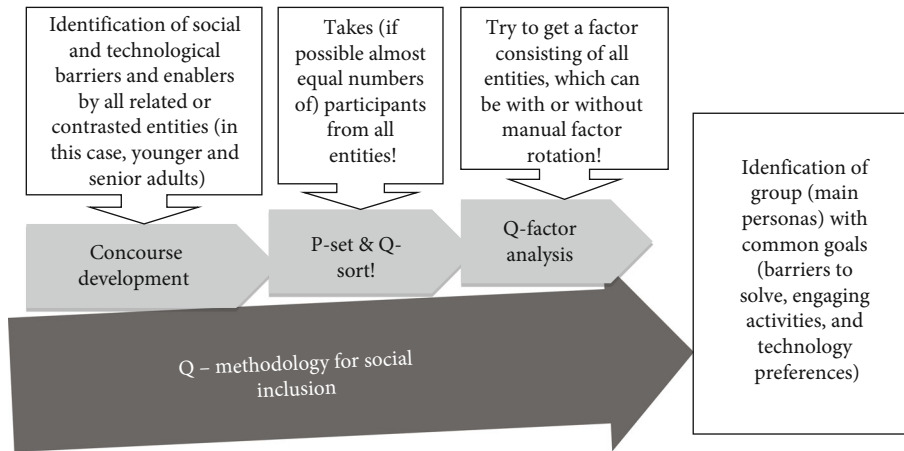 Identification of social
and technological
barriers and enablers
by all related or
contrasted entities (in
this case, younger and
senior adults)
Takes (if
possible almost
equal numbers
of) participants
from all
entities!
Try to get a factor
consisting of all
entities, which can
be with or without
manual factor
rotation!
Concourse
development
P-set & Q-
sort!
Q-factor
analysis
Q – methodology for social
inclusion
Idenfication of
group (main
personas) with
common goals
(barriers to
solve, engaging
activities, and
technology
preferences)